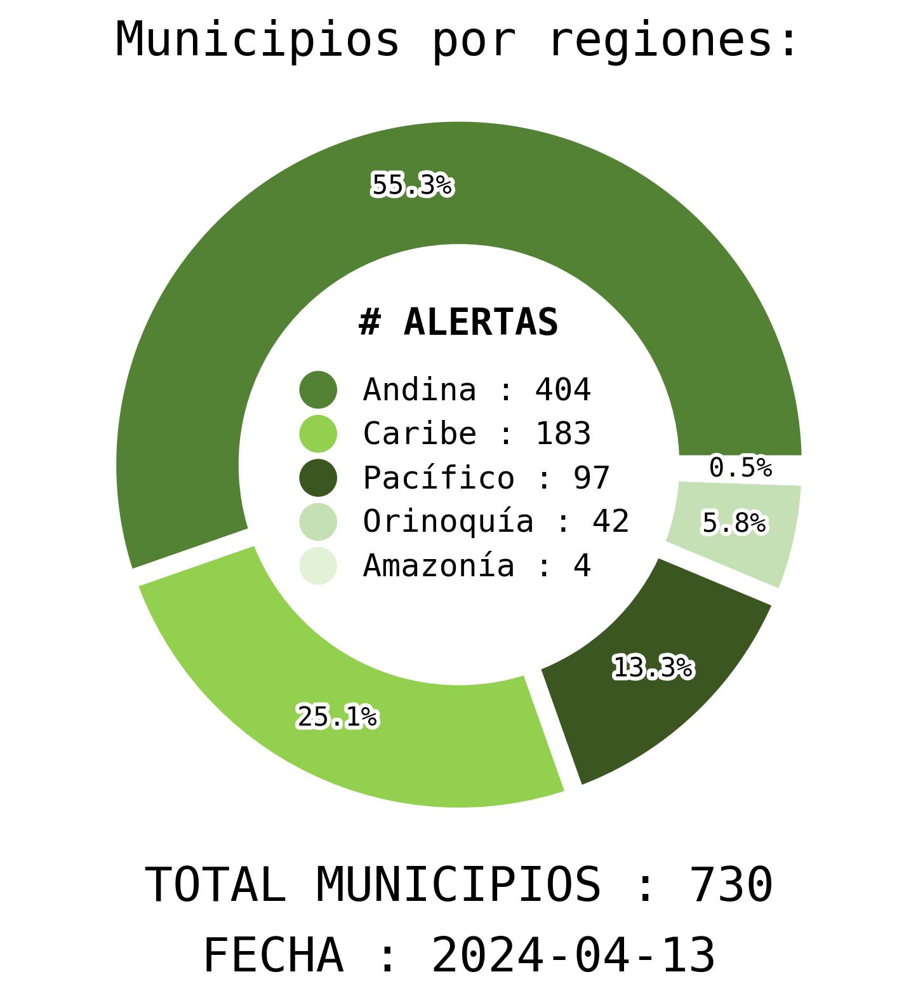 Municipios por regiones:
55.3%
# ALERTAS
Andina : 404
Caribe : 183
Pacífico : 97
Orinoquía : 42
Amazonía : 4
0.5%
5.8%
13.3%
25.1%
TOTAL MUNICIPIOS : 730
FECHA : 2024-04-13